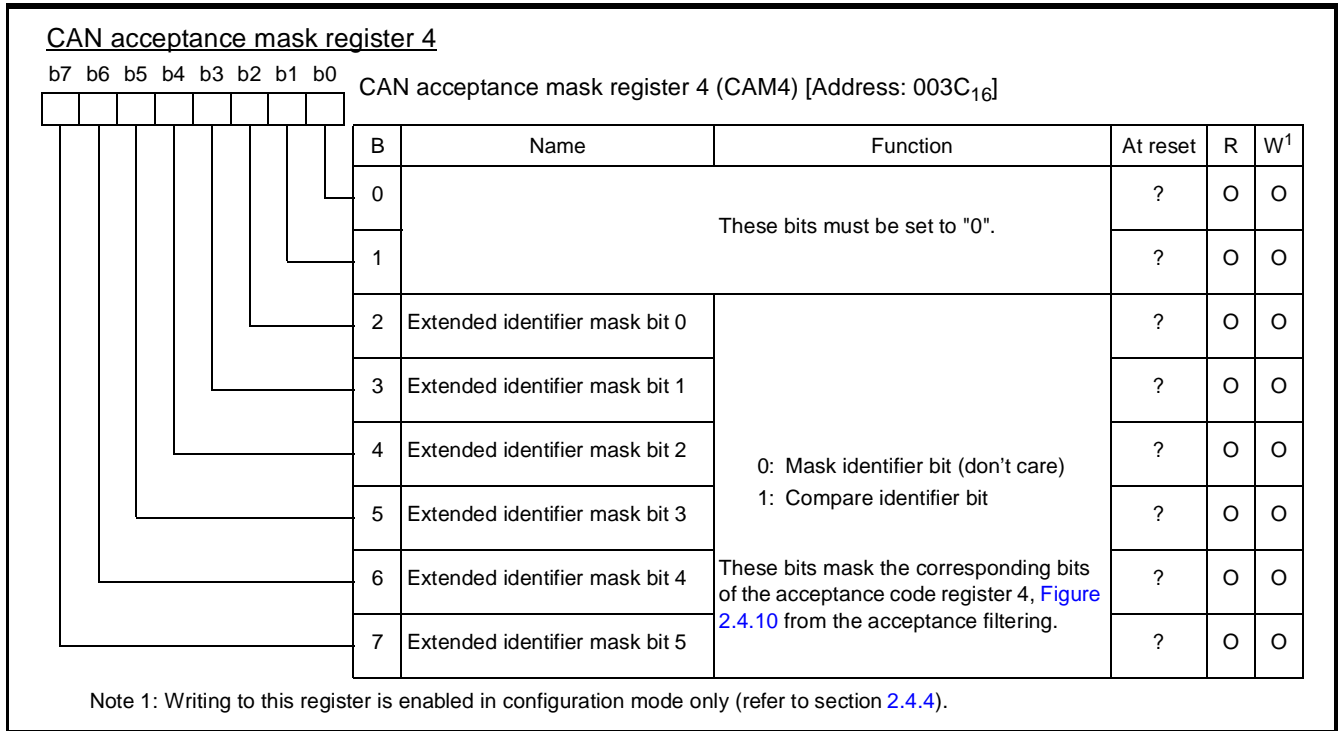 CAN acceptance mask register 4
b7 b6 b5 b4 b3 b2 b1 b0
CAN acceptance mask register 4 (CAM4) [Address: 003C16]
B Name Function At reset R W1
0 ? O O
These bits must be set to "0".
1 ? O O
2 Extended identifier mask bit 0 ? O O
3 Extended identifier mask bit 1 ? O O
4 Extended identifier mask bit 2 ? O O
0: Mask identifier bit (don’t care)
1: Compare identifier bit
5 Extended identifier mask bit 3 ? O O
6 Extended identifier mask bit 4 ? O O
These bits mask the corresponding bits
of the acceptance code register 4, Figure
2.4.10 from the acceptance filtering.
7 Extended identifier mask bit 5 ? O O
Note 1: Writing to this register is enabled in configuration mode only (refer to section 2.4.4).